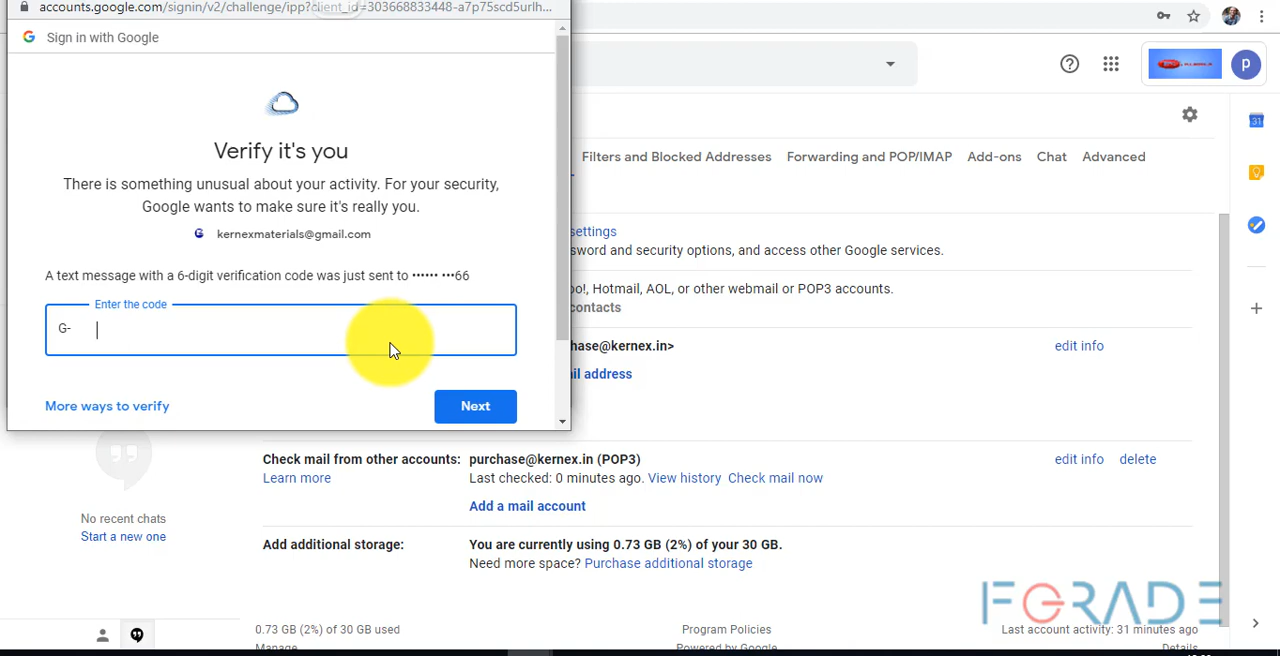 accounts.google.com/signin/v2/challenge/ipp?client_id=303668833448-a7p75scd5urlh...
Sign in with Google
Verify it's you
There is something unusual about your activity. For your security,
Google wants to make sure it's really you.
kernexmaterials@gmail.com
A text message with a 6-digit verification code was just sent to •••••• •••66
Enter the code
G-
More ways to verify
Next
P
Filters and Blocked Addresses
Forwarding and POP/IMAP
Add-ons
Chat
Advanced
31
settings
sword and security options, and access other Google services.
oo!, Hotmail, AOL, or other webmail or POP3 accounts.
contacts
hase@kernex.in>
edit info
ail address
Check mail from other accounts:
Learn more
purchase@kernex.in (POP3)
edit info
delete
Last checked: 0 minutes ago. View history Check mail now
Add a mail account
No recent chats
Start a new one
Add additional storage:
You are currently using 0.73 GB (2%) of your 30 GB.
Need more space? Purchase additional storage
0.73 GB (2%) of 30 GB used
Manage
Program Policies
Powered by Google
Last account activity: 31 minutes ago
Details
FGRADE